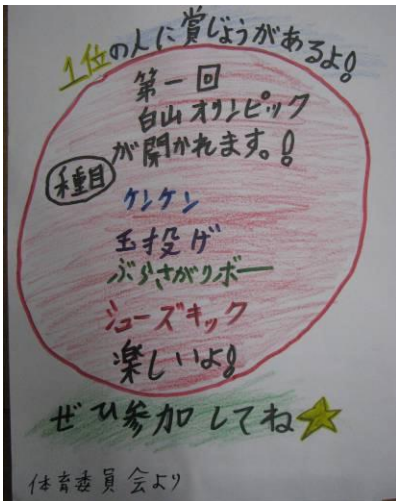 1位の人に賞じょうがあるよ!
第一回
白山オリンピック
が開かれます。!
種目
ケンケン
玉投げ
ぶらさがりボー
シューズキック
楽しいよ!
ぜひ参加してね
体育委員会より